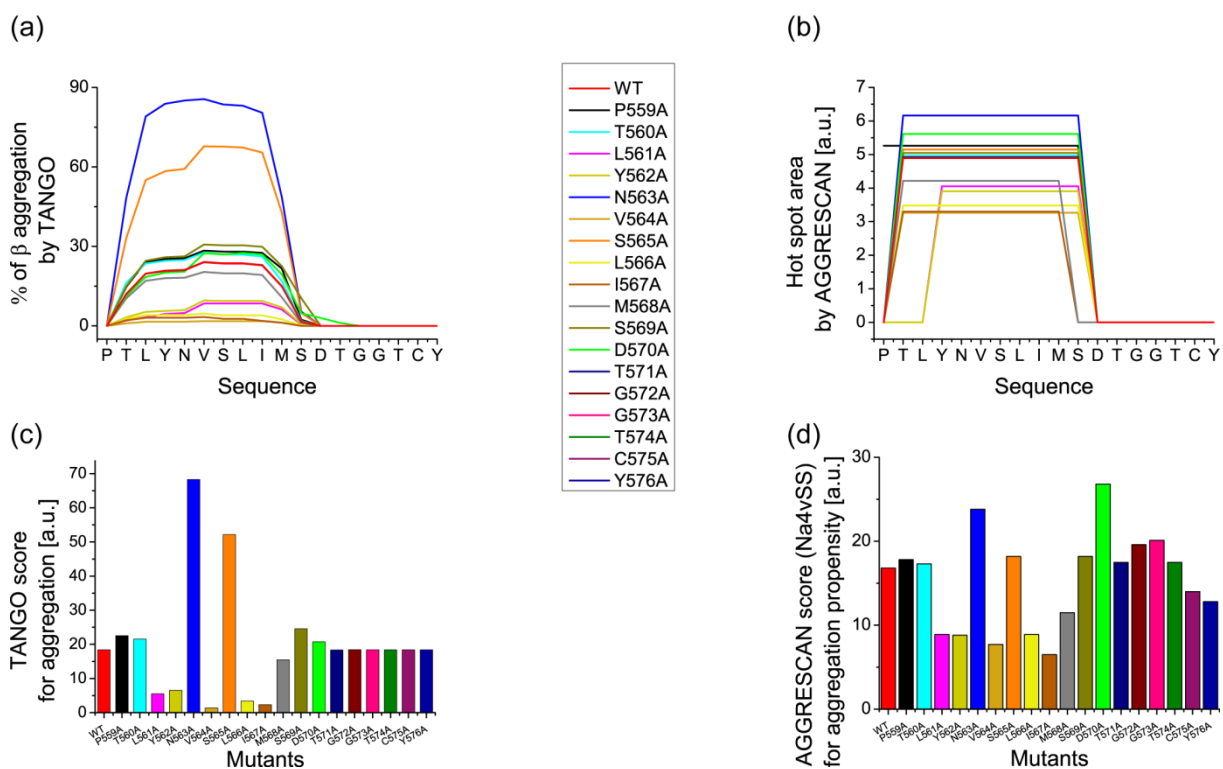 (a)
90
60
30
0
% of β aggregation
by TANGO
P T L Y N V S L I M S D T G G T C Y
Sequence
WT
P559A
T560A
L561A
Y562A
N563A
V564A
S565A
L566A
I567A
M568A
S569A
D570A
T571A
G572A
G573A
T574A
C575A
Y576A
(b)
7
6
5
4
3
2
1
0
Hot spot area
by AGGRESCAN [a.u.]
P T L Y N V S L I M S D T G G T C Y
Sequence
(c)
70
60
50
40
30
20
10
0
TANGO score
for aggregation [a.u.]
WT P559A T560A L561A Y562A N563A V564A S565A L566A I567A M568A S569A D570A T571A G572A G573A T574A C575A Y576A
Mutants
(d)
30
20
10
0
AGGRESCAN score (Na4vSS)
for aggregation propensity [a.u.]
WT P559A T560A L561A Y562A N563A V564A S565A L566A I567A M568A S569A D570A T571A G572A G573A T574A C575A Y576A
Mutants